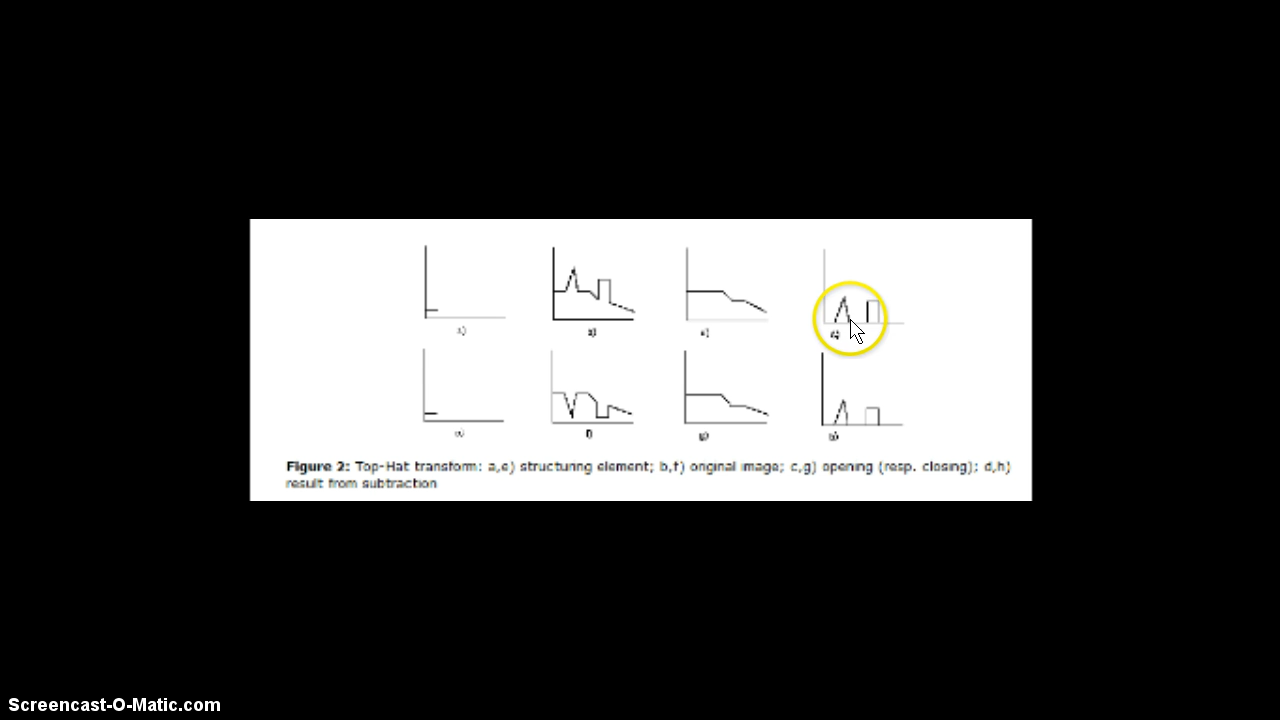 a)
c)
f)
g)
Figure 2: Top-Hat transform: a,e) structuring element; b,f) original image; c,g) opening (resp. closing); d,h)
result from subtraction
Screencast-O-Matic.com